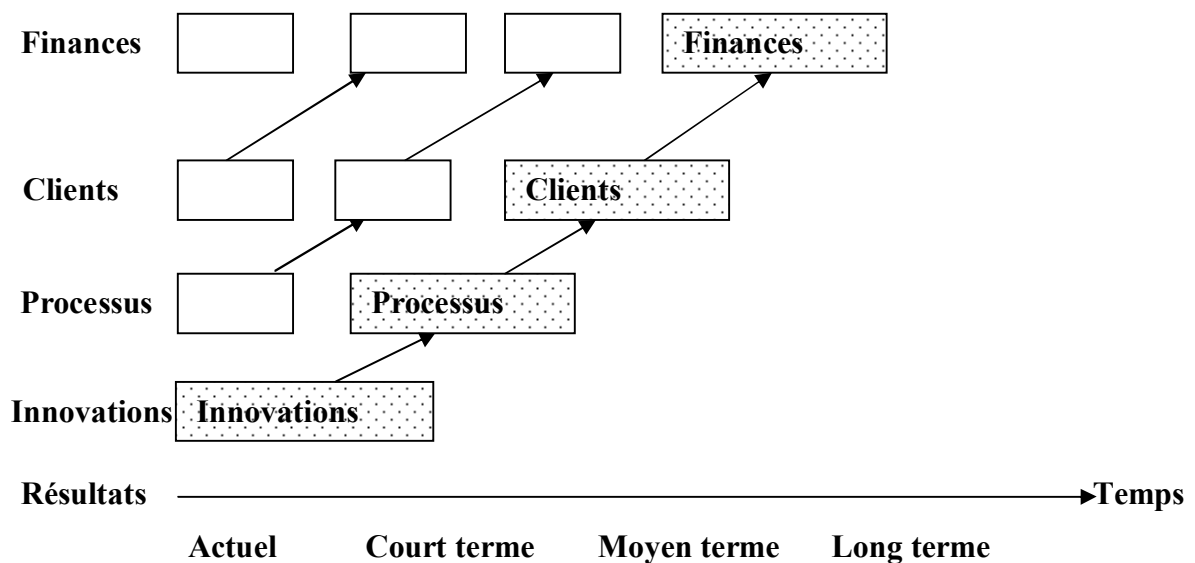 Finances Finances
Clients Clients
Processus Processus
Innovations Innovations
Résultats Temps
Actuel Court terme Moyen terme Long terme